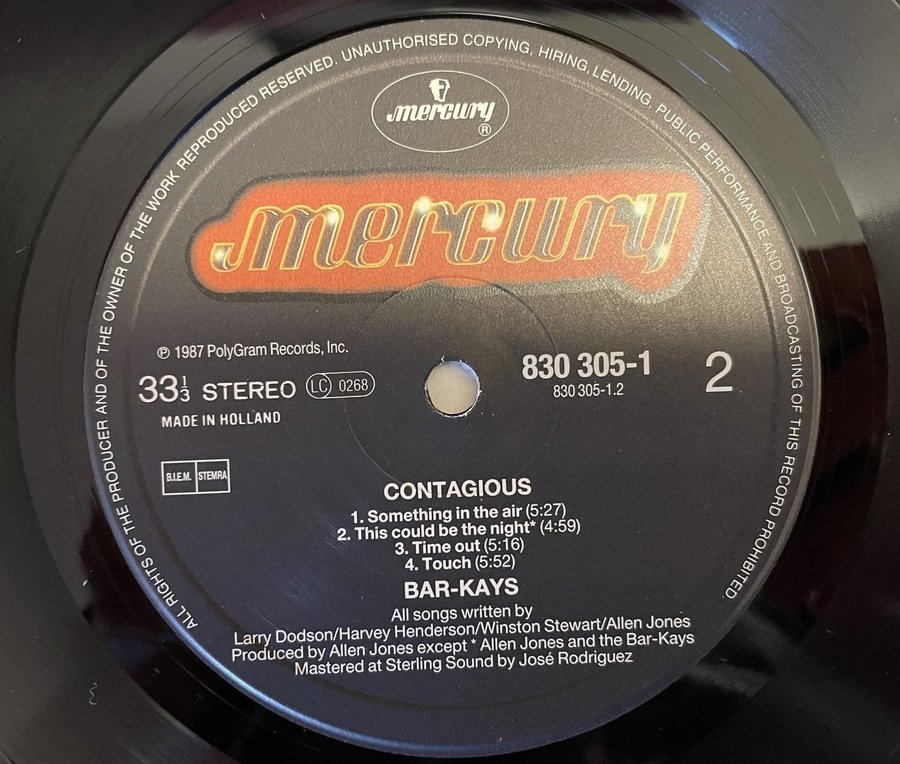 ALL RIGHTS OF THE PRODUCER AND OF THE OWNER OF THE WORK REPRODUCED RESERVED. UNAUTHORISED COPYING, HIRING, LENDING, PUBLIC PERFORMANCE AND BROADCASTING OF THIS RECORD PROHIBITED
mercury ®
mercury
℗ 1987 PolyGram Records, Inc.
33⅓ STEREO LC 0268
MADE IN HOLLAND
830 305-1
830 305-1.2
2
B.I.E.M. STEMRA
CONTAGIOUS
1. Something in the air (5:27)
2. This could be the night* (4:59)
3. Time out (5:16)
4. Touch (5:52)
BAR-KAYS
All songs written by
Larry Dodson/Harvey Henderson/Winston Stewart/Allen Jones
Produced by Allen Jones except * Allen Jones and the Bar-Kays
Mastered at Sterling Sound by José Rodriguez